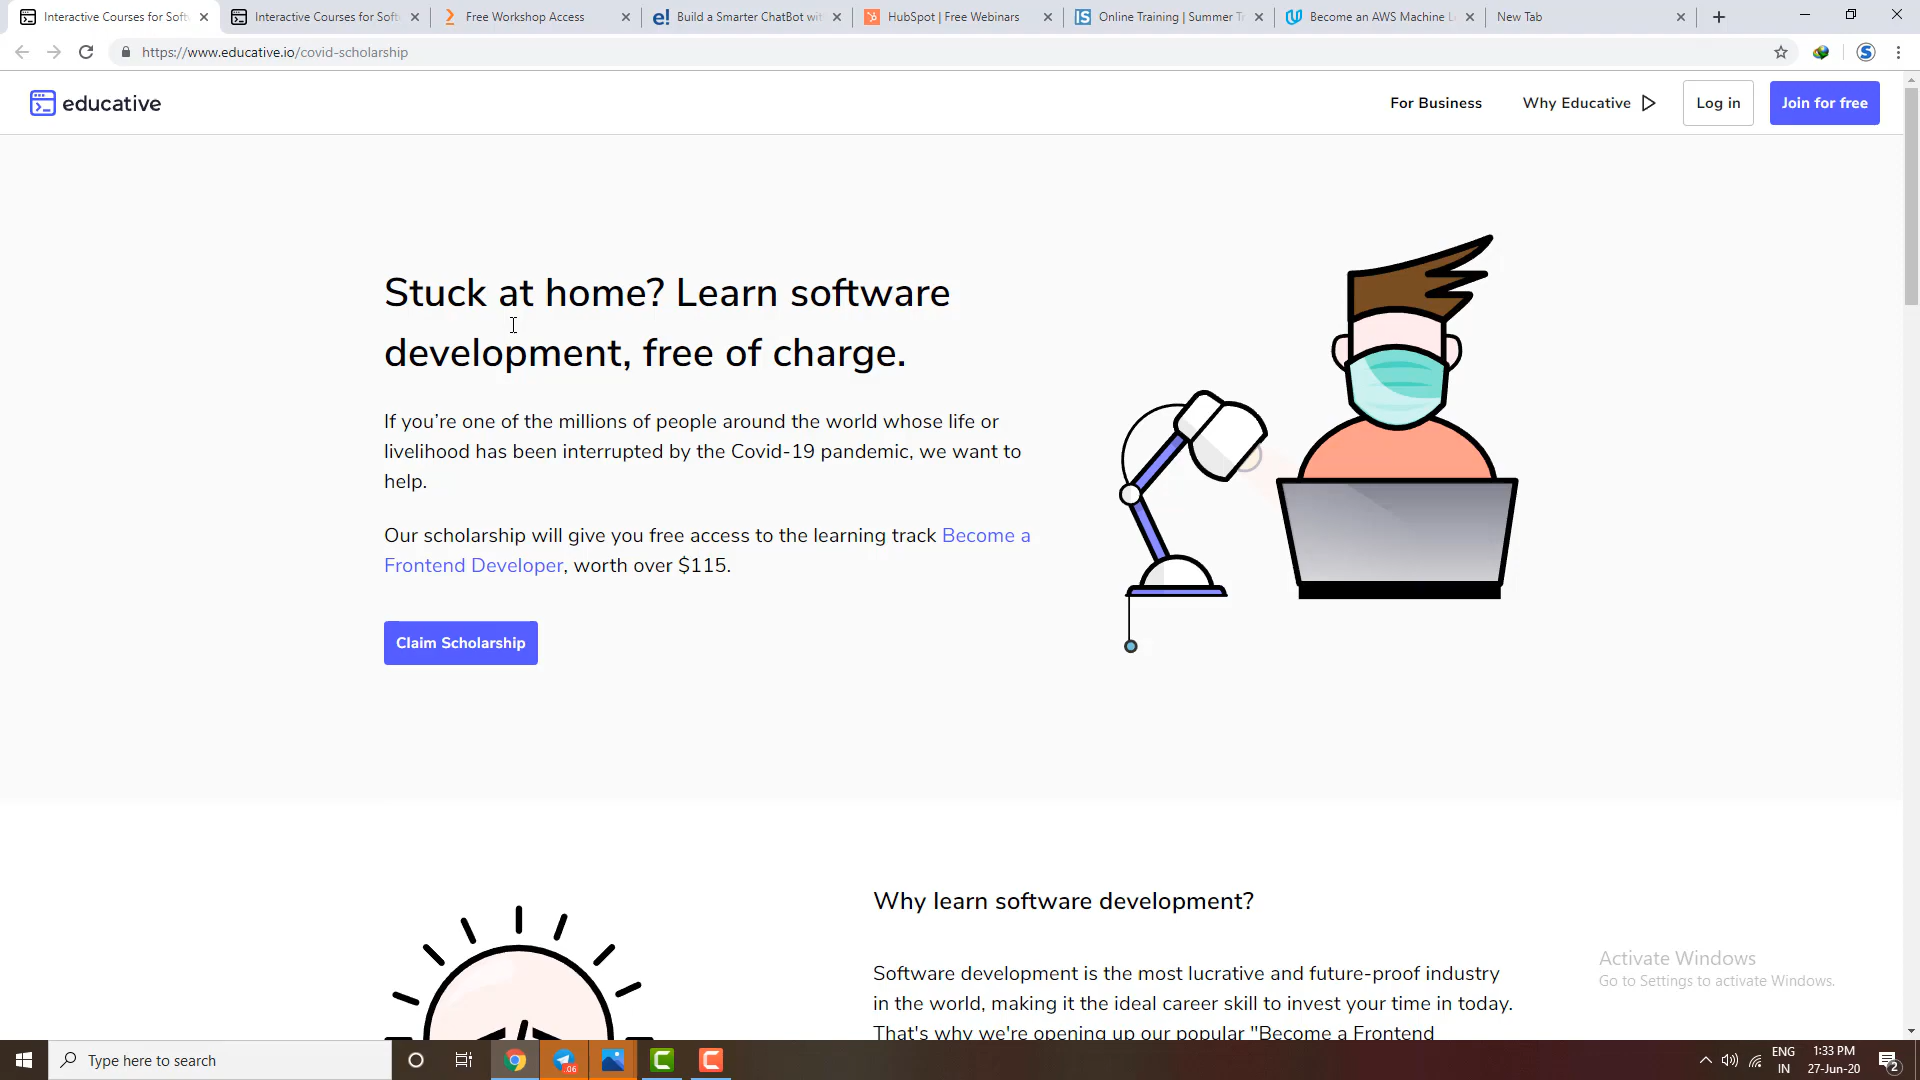 Interactive Courses for Soft
Interactive Courses for Soft
Free Workshop Access
e! Build a Smarter ChatBot wit
HubSpot | Free Webinars
Online Training | Summer Tr
Become an AWS Machine L
New Tab
https://www.educative.io/covid-scholarship
educative
For Business
Why Educative
Log in
Join for free
Stuck at home? Learn software
development, free of charge.
If you’re one of the millions of people around the world whose life or
livelihood has been interrupted by the Covid-19 pandemic, we want to
help.
Our scholarship will give you free access to the learning track Become a
Frontend Developer, worth over $115.
Claim Scholarship
Why learn software development?
Software development is the most lucrative and future-proof industry
in the world, making it the ideal career skill to invest your time in today.
That's why we're opening up our popular "Become a Frontend
Activate Windows
Go to Settings to activate Windows.
Type here to search
.06
ENG
IN
1:33 PM
27-Jun-20
2